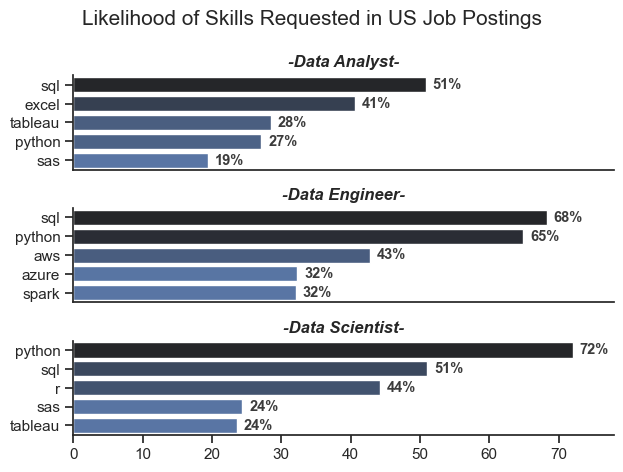 Likelihood of Skills Requested in US Job Postings
-Data Analyst-
sql 51%
excel 41%
tableau 28%
python 27%
sas 19%
-Data Engineer-
sql 68%
python 65%
aws 43%
azure 32%
spark 32%
-Data Scientist-
python 72%
sql 51%
r 44%
sas 24%
tableau 24%
0 10 20 30 40 50 60 70